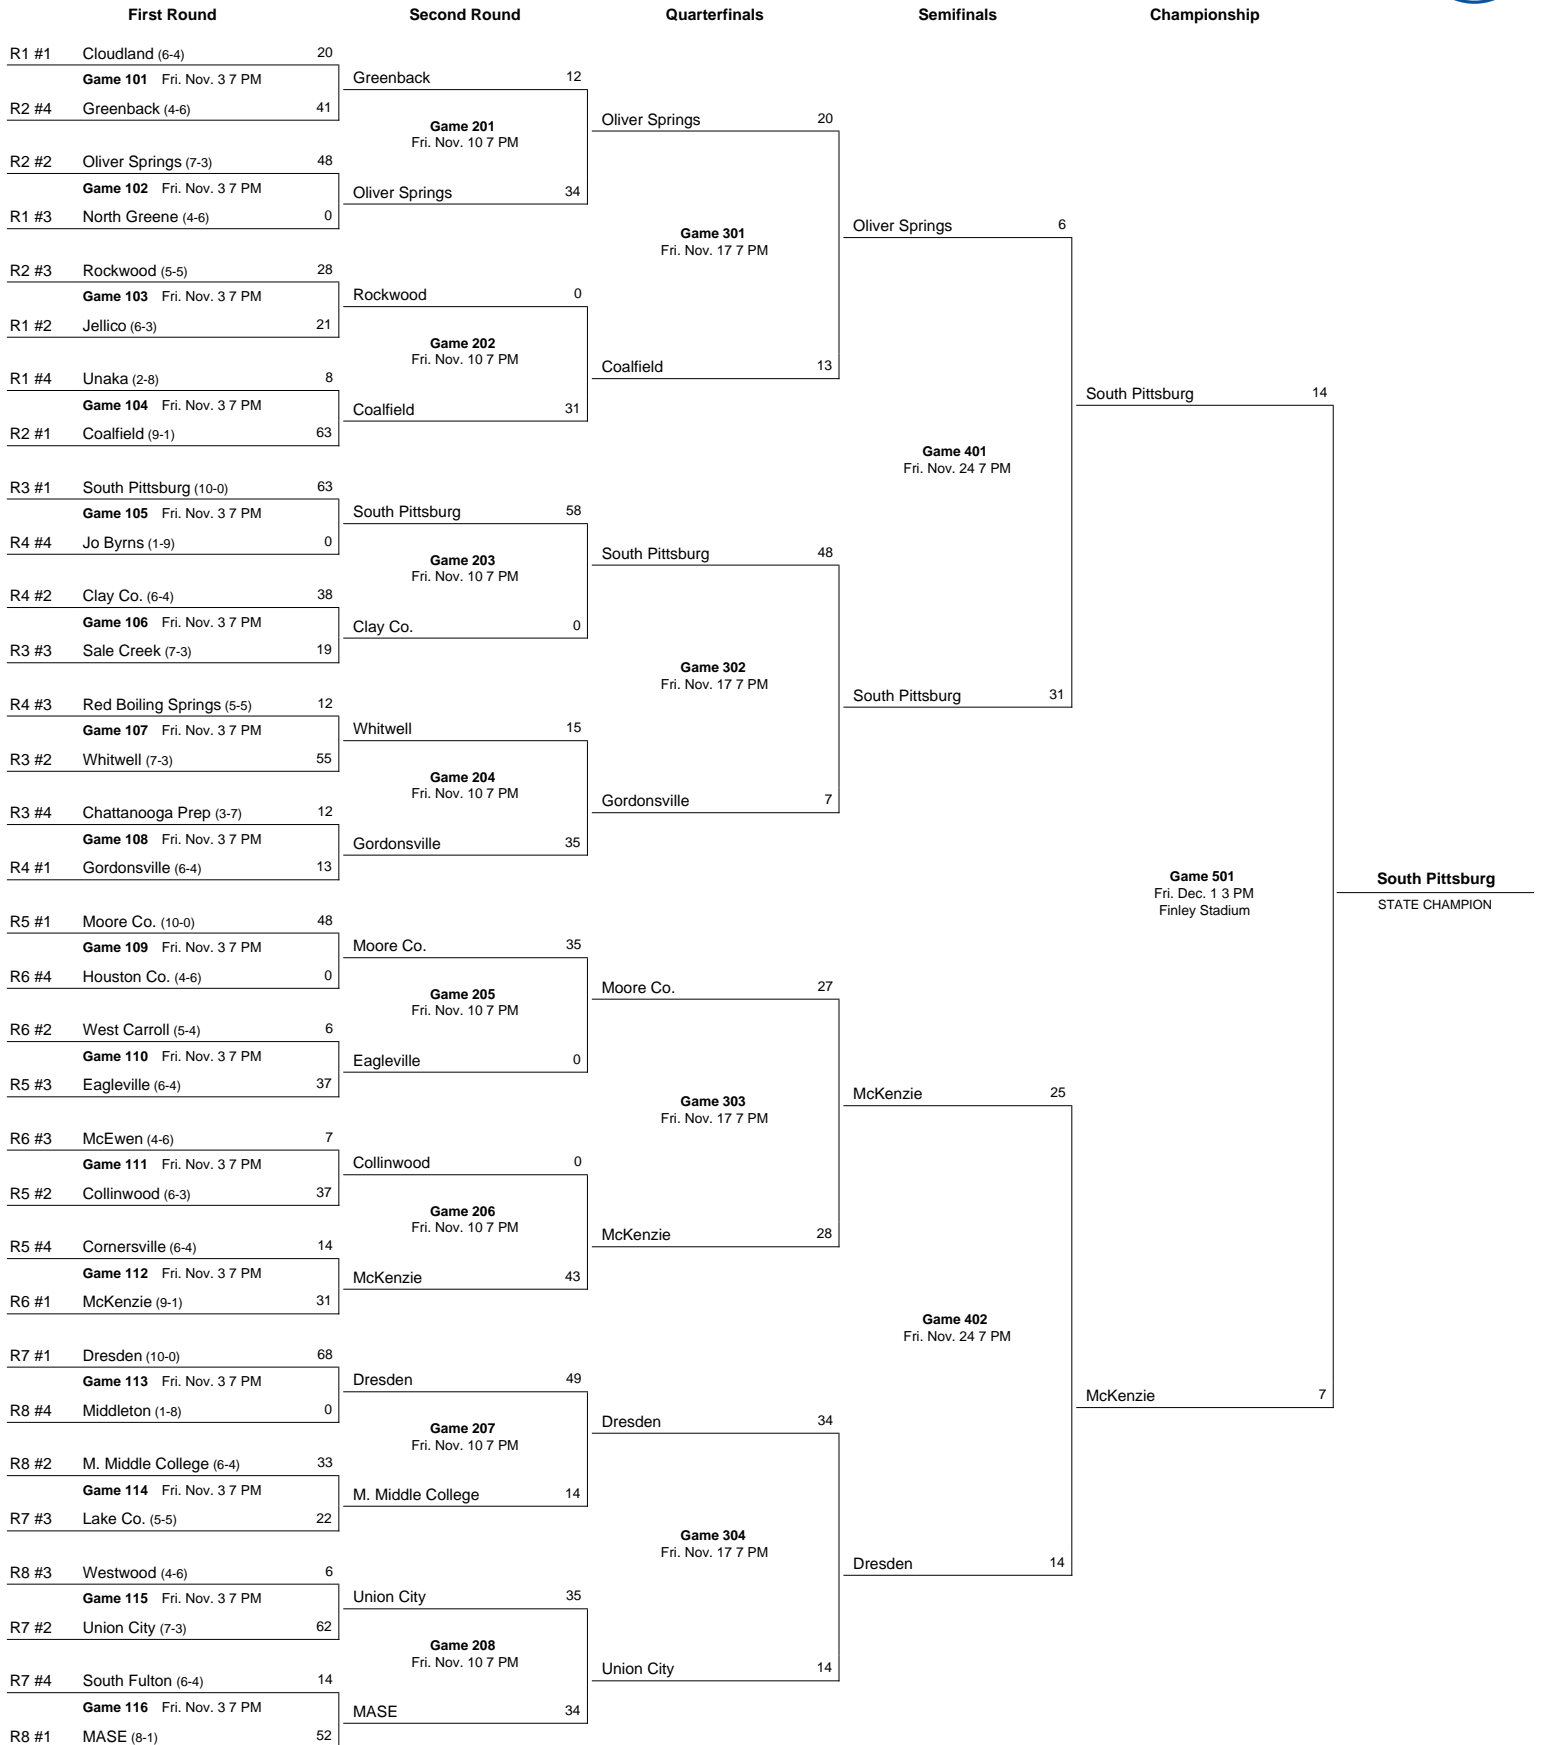 First Round Second Round Quarterfinals Semifinals Championship
R1 #1 Cloudland (6-4) 20
Game 101 Fri. Nov. 3 7 PM
R2 #4 Greenback (4-6) 41
R2 #2 Oliver Springs (7-3) 48
Game 102 Fri. Nov. 3 7 PM
R1 #3 North Greene (4-6) 0
R2 #3 Rockwood (5-5) 28
Game 103 Fri. Nov. 3 7 PM
R1 #2 Jellico (6-3) 21
R1 #4 Unaka (2-8) 8
Game 104 Fri. Nov. 3 7 PM
R2 #1 Coalfield (9-1) 63
R3 #1 South Pittsburg (10-0) 63
Game 105 Fri. Nov. 3 7 PM
R4 #4 Jo Byrns (1-9) 0
R4 #2 Clay Co. (6-4) 38
Game 106 Fri. Nov. 3 7 PM
R3 #3 Sale Creek (7-3) 19
R4 #3 Red Boiling Springs (5-5) 12
Game 107 Fri. Nov. 3 7 PM
R3 #2 Whitwell (7-3) 55
R3 #4 Chattanooga Prep (3-7) 12
Game 108 Fri. Nov. 3 7 PM
R4 #1 Gordonsville (6-4) 13
R5 #1 Moore Co. (10-0) 48
Game 109 Fri. Nov. 3 7 PM
R6 #4 Houston Co. (4-6) 0
R6 #2 West Carroll (5-4) 6
Game 110 Fri. Nov. 3 7 PM
R5 #3 Eagleville (6-4) 37
R6 #3 McEwen (4-6) 7
Game 111 Fri. Nov. 3 7 PM
R5 #2 Collinwood (6-3) 37
R5 #4 Cornersville (6-4) 14
Game 112 Fri. Nov. 3 7 PM
R6 #1 McKenzie (9-1) 31
R7 #1 Dresden (10-0) 68
Game 113 Fri. Nov. 3 7 PM
R8 #4 Middleton (1-8) 0
R8 #2 M. Middle College (6-4) 33
Game 114 Fri. Nov. 3 7 PM
R7 #3 Lake Co. (5-5) 22
R8 #3 Westwood (4-6) 6
Game 115 Fri. Nov. 3 7 PM
R7 #2 Union City (7-3) 62
R7 #4 South Fulton (6-4) 14
Game 116 Fri. Nov. 3 7 PM
R8 #1 MASE (8-1) 52
Greenback 12
Game 201
Fri. Nov. 10 7 PM
Oliver Springs 34
Rockwood 0
Game 202
Fri. Nov. 10 7 PM
Coalfield 31
South Pittsburg 58
Game 203
Fri. Nov. 10 7 PM
Clay Co. 0
Whitwell 15
Game 204
Fri. Nov. 10 7 PM
Gordonsville 35
Moore Co. 35
Game 205
Fri. Nov. 10 7 PM
Eagleville 0
Collinwood 0
Game 206
Fri. Nov. 10 7 PM
McKenzie 43
Dresden 49
Game 207
Fri. Nov. 10 7 PM
M. Middle College 14
Union City 35
Game 208
Fri. Nov. 10 7 PM
MASE 34
Oliver Springs 20
Game 301
Fri. Nov. 17 7 PM
Coalfield 13
South Pittsburg 48
Game 302
Fri. Nov. 17 7 PM
Gordonsville 7
Moore Co. 27
Game 303
Fri. Nov. 17 7 PM
McKenzie 28
Dresden 34
Game 304
Fri. Nov. 17 7 PM
Union City 14
Oliver Springs 6
Game 401
Fri. Nov. 24 7 PM
South Pittsburg 31
McKenzie 25
Game 402
Fri. Nov. 24 7 PM
Dresden 14
South Pittsburg 14
Game 501
Fri. Dec. 1 3 PM
Finley Stadium
McKenzie 7
South Pittsburg
STATE CHAMPION